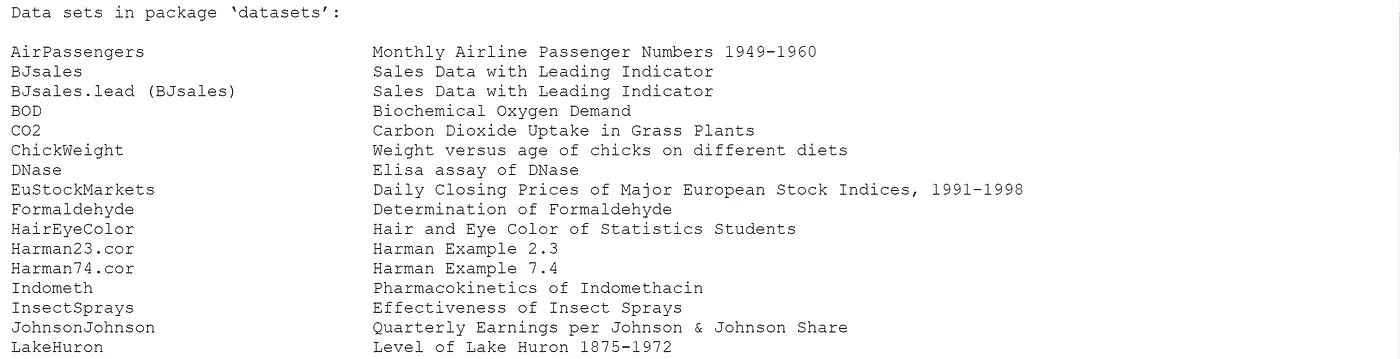 Data sets in package ‘datasets’:
AirPassengers Monthly Airline Passenger Numbers 1949-1960
BJsales Sales Data with Leading Indicator
BJsales.lead (BJsales) Sales Data with Leading Indicator
BOD Biochemical Oxygen Demand
CO2 Carbon Dioxide Uptake in Grass Plants
ChickWeight Weight versus age of chicks on different diets
DNase Elisa assay of DNase
EuStockMarkets Daily Closing Prices of Major European Stock Indices, 1991-1998
Formaldehyde Determination of Formaldehyde
HairEyeColor Hair and Eye Color of Statistics Students
Harman23.cor Harman Example 2.3
Harman74.cor Harman Example 7.4
Indometh Pharmacokinetics of Indomethacin
InsectSprays Effectiveness of Insect Sprays
JohnsonJohnson Quarterly Earnings per Johnson & Johnson Share
LakeHuron Level of Lake Huron 1875-1972